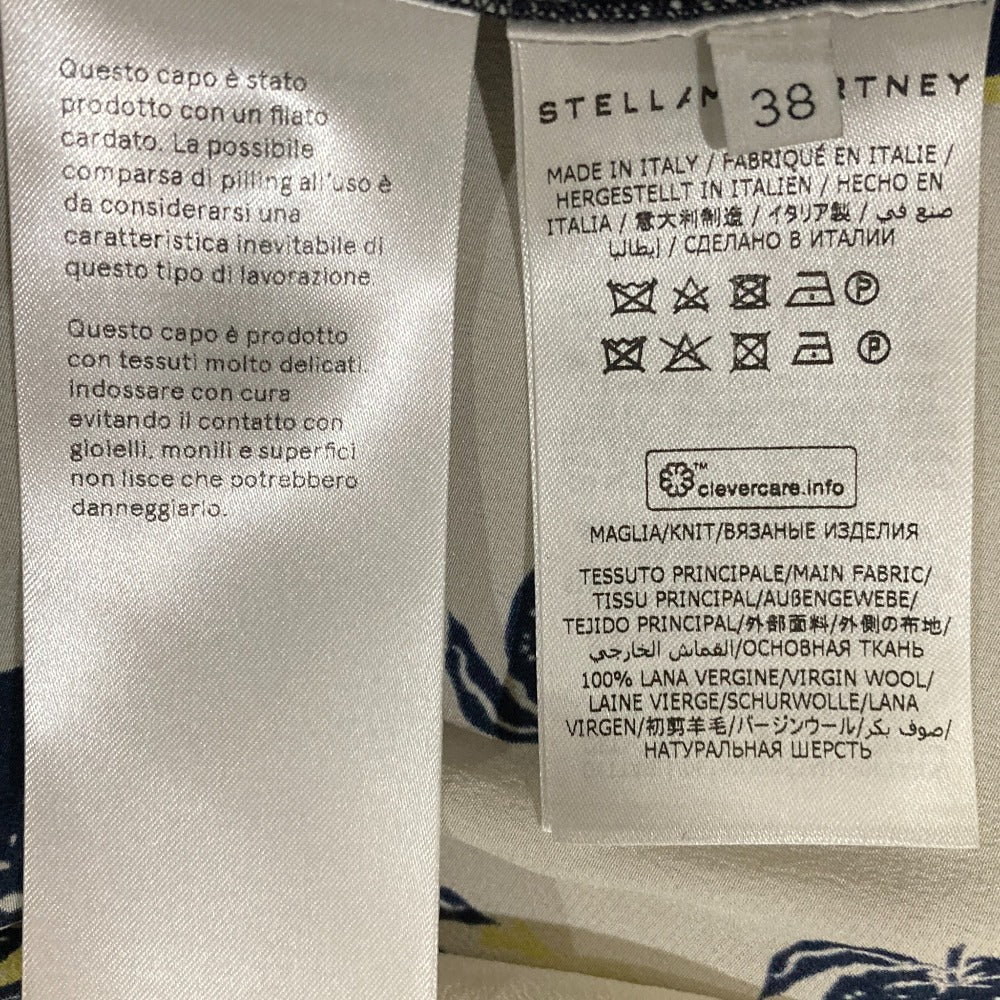 Questo capo è stato
prodotto con un filato
cardato. La possibile
comparsa di pilling all'uso è
da considerarsi una
caratteristica inevitabile di
questo tipo di lavorazione
Questo capo è prodotto
con tessuti molto delicati.
Indossare con cura
evitando il contatto con
gioielli, monili e superfici
non lisce che potrebbero
danneggiarlo.
38
MADE IN ITALY / FABRIQUÉ EN ITALIE /
HERGESTELLT IN ITALIEN / HECHO EN
ITALIA / 意大利制造 / イタリア製 / صنع في
إيطاليا / СДЕЛАНО В ИТАЛИИ
P
P
™
clevercare.info
MAGLIA/KNIT/ВЯЗАНЫЕ ИЗДЕЛИЯ
TESSUTO PRINCIPALE/MAIN FABRIC/
TISSU PRINCIPAL/AUßENGEWEBE/
TEJIDO PRINCIPAL/外部面料/外側の布地/
القماش الخارجي/ОСНОВНАЯ ТКАНЬ
100% LANA VERGINE/VIRGIN WOOL/
LAINE VIERGE/SCHURWOLLE/LANA
VIRGEN/初剪羊毛/バージンウール/صوف بكر/
НАТУРАЛЬНАЯ ШЕРСТЬ